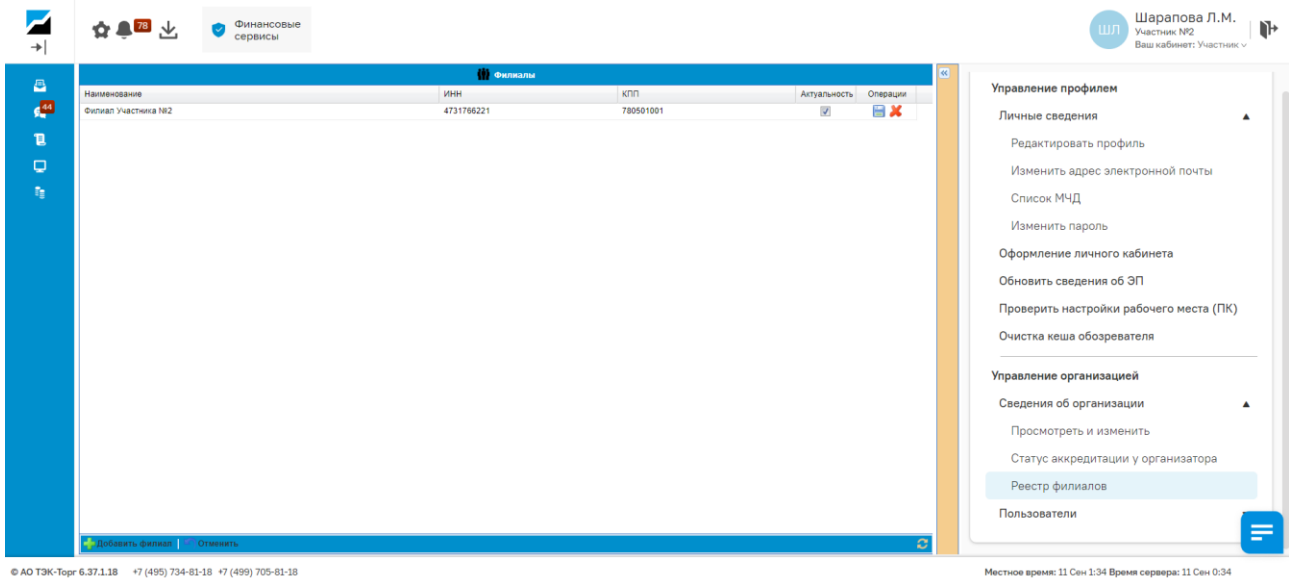 78
Финансовые
сервисы
ШЛ
Шарапова Л.М.
Участник №2
Ваш кабинет: Участник
44
Филиалы
Наименование ИНН КПП Актуальность Операции
Филиал Участника №2 4731766221 780501001
Добавить филиал Отменить
Управление профилем
Личные сведения
Редактировать профиль
Изменить адрес электронной почты
Список МЧД
Изменить пароль
Оформление личного кабинета
Обновить сведения об ЭП
Проверить настройки рабочего места (ПК)
Очистка кеша обозревателя
Управление организацией
Сведения об организации
Просмотреть и изменить
Статус аккредитации у организатора
Реестр филиалов
Пользователи
© АО ТЭК-Торг 6.37.1.18 +7 (495) 734-81-18 +7 (499) 705-81-18
Местное время: 11 Сен 1:34 Время сервера: 11 Сен 0:34